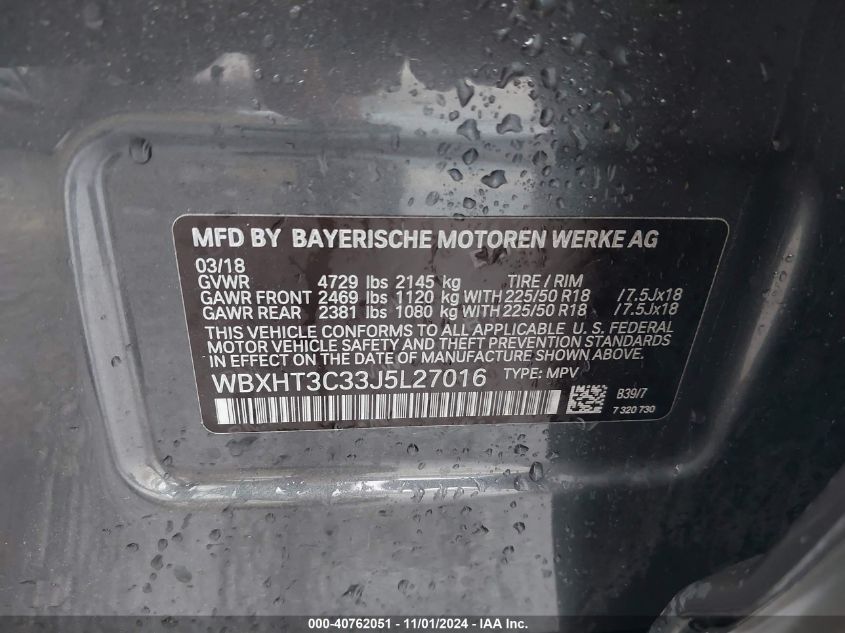 MFD BY BAYERISCHE MOTOREN WERKE AG
03/18
GVWR 4729 lbs 2145 kg TIRE / RIM
GAWR FRONT 2469 lbs 1120 kg WITH 225/50 R18 / 7.5Jx18
GAWR REAR 2381 lbs 1080 kg WITH 225/50 R18 / 7.5Jx18
THIS VEHICLE CONFORMS TO ALL APPLICABLE U. S. FEDERAL
MOTOR VEHICLE SAFETY AND THEFT PREVENTION STANDARDS
IN EFFECT ON THE DATE OF MANUFACTURE SHOWN ABOVE.
WBXHT3C33J5L27016 TYPE: MPV
B39/7
7 320 730
000-40762051 - 11/01/2024 - IAA Inc.